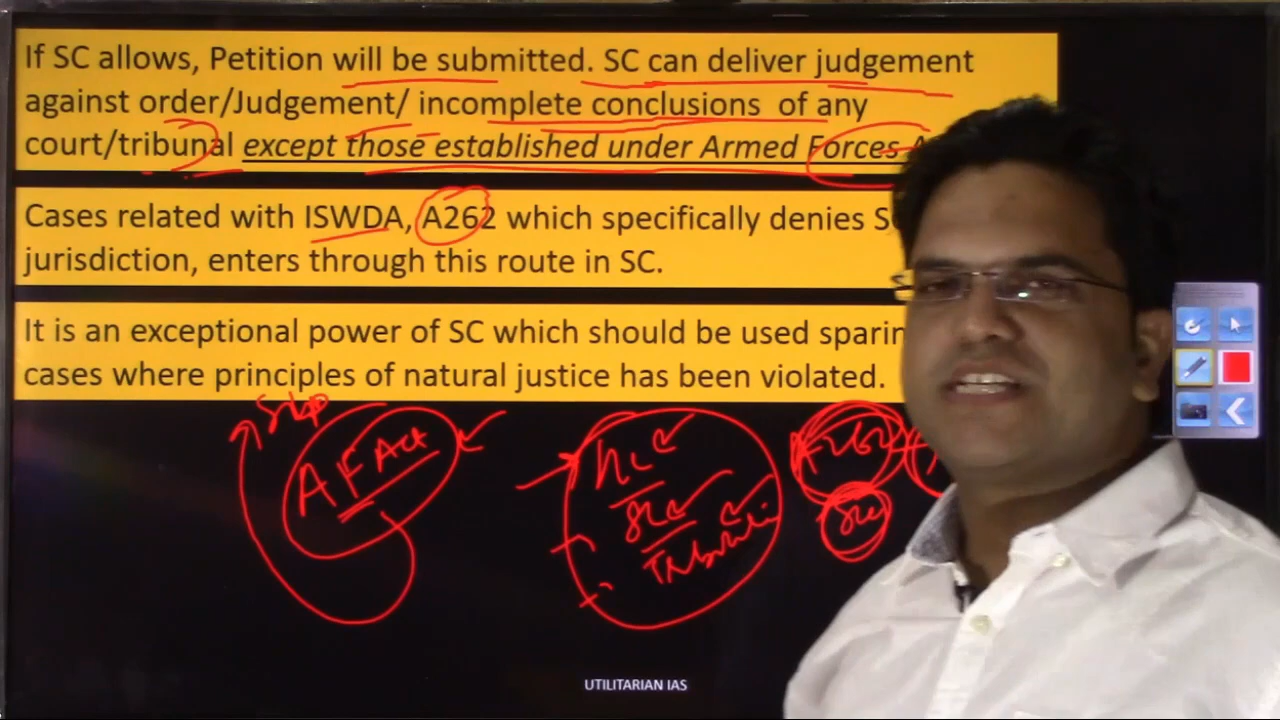 If SC allows, Petition will be submitted. SC can deliver judgement
against order/Judgement/ incomplete conclusions of any
court/tribunal except those established under Armed Forces A
Cases related with ISWDA, A262 which specifically denies S
jurisdiction, enters through this route in SC.
It is an exceptional power of SC which should be used sparin
cases where principles of natural justice has been violated.
SLP
AF Act
A262
HC
UTILITARIAN IAS